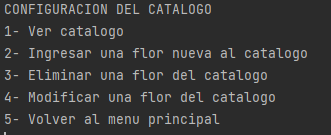 CONFIGURACION DEL CATALOGO
1- Ver catalogo
2- Ingresar una flor nueva al catalogo
3- Eliminar una flor del catalogo
4- Modificar una flor del catalogo
5- Volver al menu principal